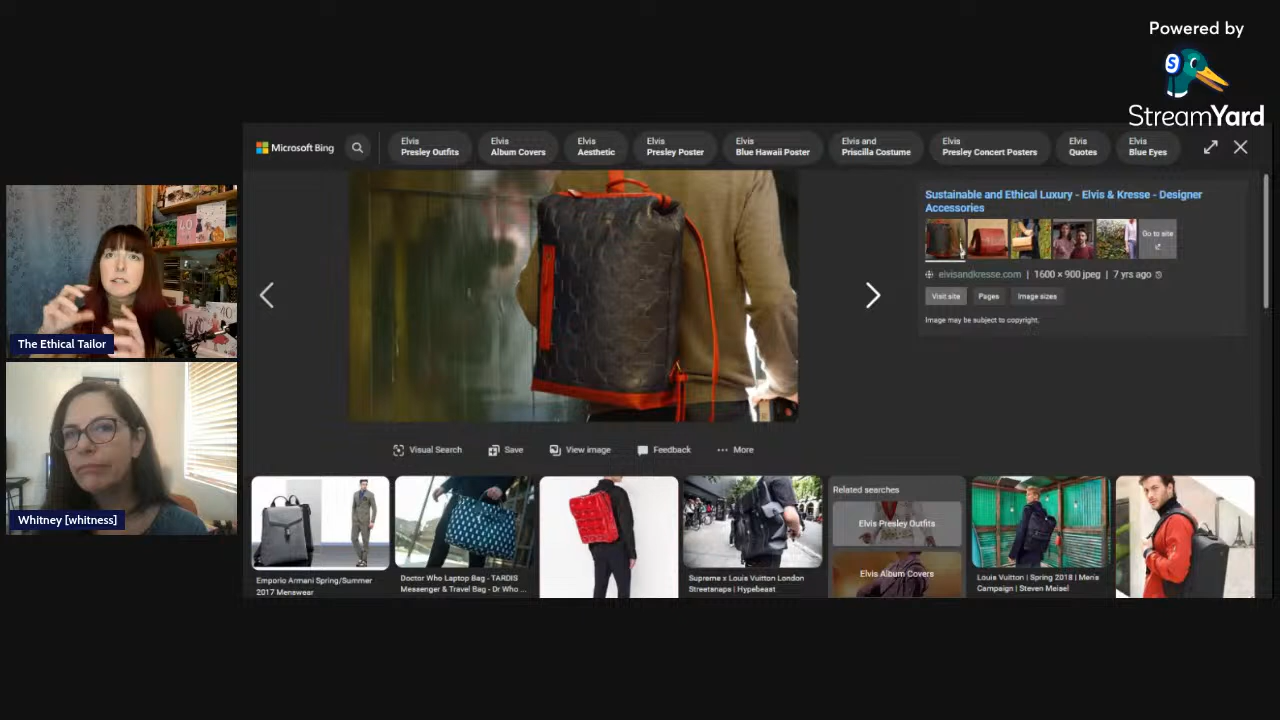 Powered by
S
StreamYard
Microsoft Bing
Elvis
Presley Outfits
Elvis
Album Covers
Elvis
Aesthetic
Elvis
Presley Poster
Elvis
Blue Hawaii Poster
Elvis and
Priscilla Costume
Elvis
Presley Concert Posters
Elvis
Quotes
Elvis
Blue Eyes
Sustainable and Ethical Luxury - Elvis & Kresse - Designer
Accessories
Go to site
elvisandkresse.com | 1600 × 900 jpeg | 7 yrs ago
Visit site
Pages
Image sizes
Image may be subject to copyright.
40
40
The Ethical Tailor
Whitney [whitness]
Visual Search
Save
View image
Feedback
More
Emporio Armani Spring/Summer
2017 Menswear
Doctor Who Laptop Bag - TARDIS
Messenger & Travel Bag - Dr Who ...
Supreme x Louis Vuitton London
Streetsnaps | Hypebeast
Related searches
Elvis Presley Outfits
Elvis Album Covers
Louis Vuitton | Spring 2018 | Men's
Campaign | Steven Meisel